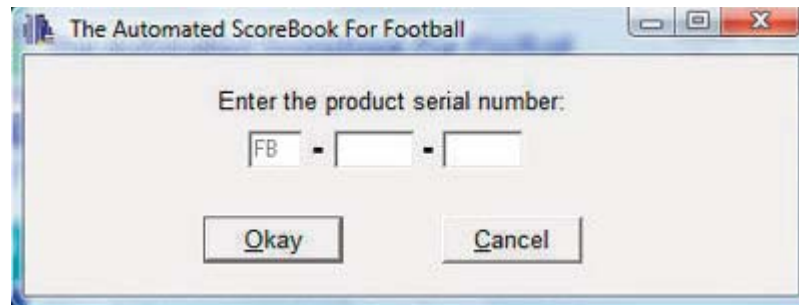 The Automated ScoreBook For Football
Enter the product serial number:
FB - -
Okay Cancel